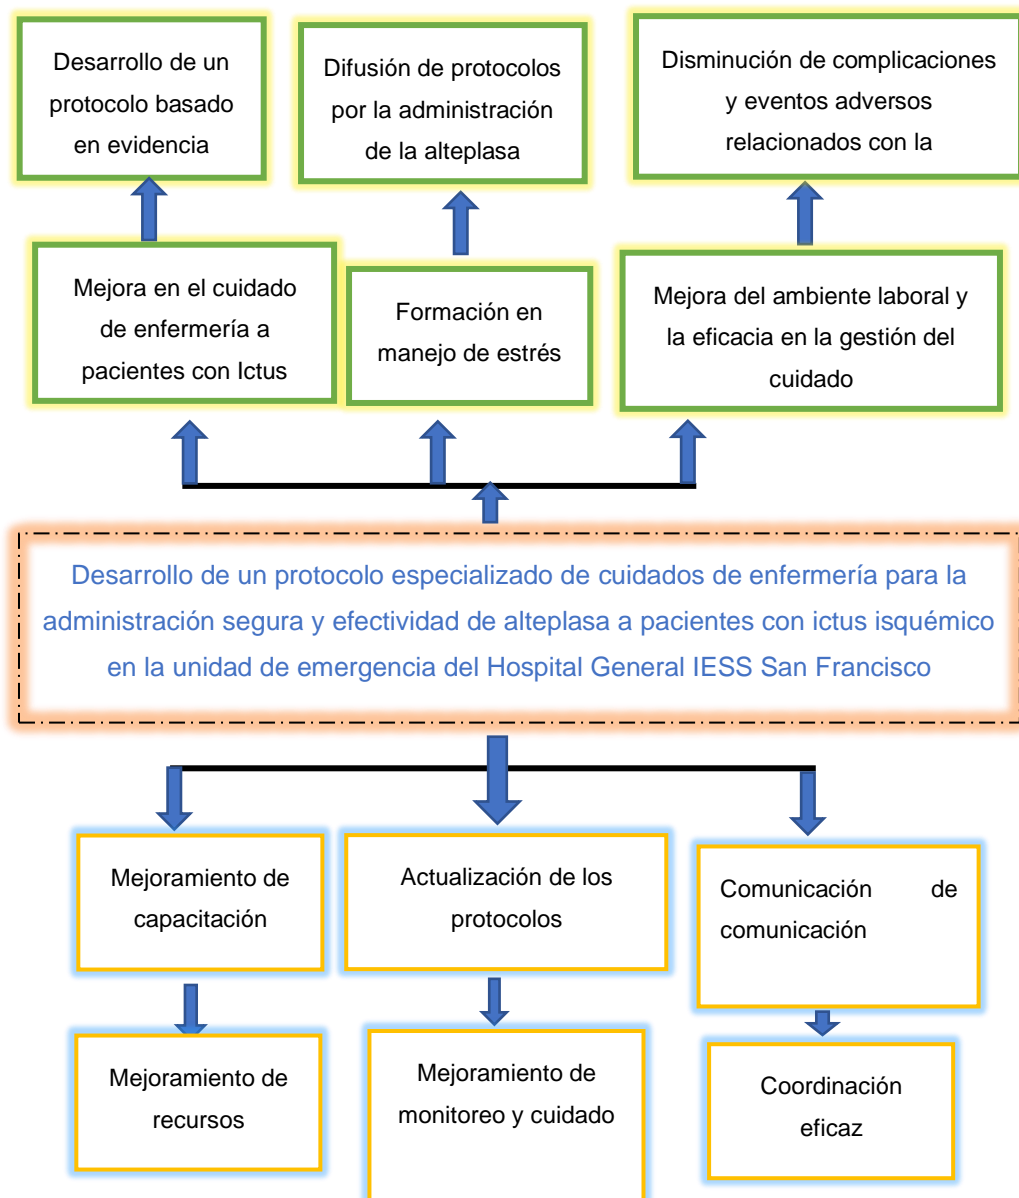 Desarrollo de un
protocolo basado
en evidencia
Difusión de protocolos
por la administración
de la alteplasa
Disminución de complicaciones
y eventos adversos
relacionados con la
Mejora en el cuidado
de enfermería a
pacientes con Ictus
Formación en
manejo de estrés
Mejora del ambiente laboral y
la eficacia en la gestión del
cuidado
Desarrollo de un protocolo especializado de cuidados de enfermería para la
administración segura y efectividad de alteplasa a pacientes con ictus isquémico
en la unidad de emergencia del Hospital General IESS San Francisco
Mejoramiento de
capacitación
Actualización de los
protocolos
Comunicación de
comunicación
Mejoramiento de
recursos
Mejoramiento de
monitoreo y cuidado
Coordinación
eficaz